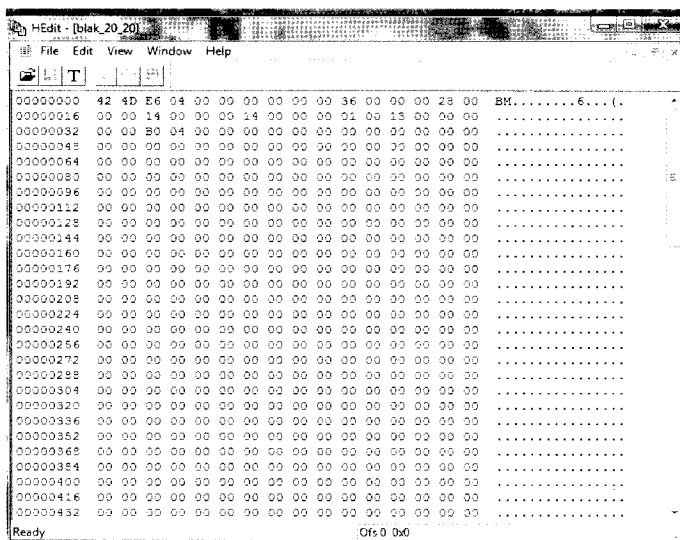 HEdit - [blak_20_20]
File Edit View Window Help
T
00000000 42 4D E6 04 00 00 00 00 00 00 36 00 00 00 28 00 BM........6...(.
00000016 00 00 14 00 00 00 14 00 00 00 01 00 18 00 00 00 ................
00000032 00 00 B0 04 00 00 00 00 00 00 00 00 00 00 00 00 ................
00000048 00 00 00 00 00 00 00 00 00 00 00 00 00 00 00 00 ................
00000064 00 00 00 00 00 00 00 00 00 00 00 00 00 00 00 00 ................
00000080 00 00 00 00 00 00 00 00 00 00 00 00 00 00 00 00 ................
00000096 00 00 00 00 00 00 00 00 00 00 00 00 00 00 00 00 ................
00000112 00 00 00 00 00 00 00 00 00 00 00 00 00 00 00 00 ................
00000128 00 00 00 00 00 00 00 00 00 00 00 00 00 00 00 00 ................
00000144 00 00 00 00 00 00 00 00 00 00 00 00 00 00 00 00 ................
00000160 00 00 00 00 00 00 00 00 00 00 00 00 00 00 00 00 ................
00000176 00 00 00 00 00 00 00 00 00 00 00 00 00 00 00 00 ................
00000192 00 00 00 00 00 00 00 00 00 00 00 00 00 00 00 00 ................
00000208 00 00 00 00 00 00 00 00 00 00 00 00 00 00 00 00 ................
00000224 00 00 00 00 00 00 00 00 00 00 00 00 00 00 00 00 ................
00000240 00 00 00 00 00 00 00 00 00 00 00 00 00 00 00 00 ................
00000256 00 00 00 00 00 00 00 00 00 00 00 00 00 00 00 00 ................
00000272 00 00 00 00 00 00 00 00 00 00 00 00 00 00 00 00 ................
00000288 00 00 00 00 00 00 00 00 00 00 00 00 00 00 00 00 ................
00000304 00 00 00 00 00 00 00 00 00 00 00 00 00 00 00 00 ................
00000320 00 00 00 00 00 00 00 00 00 00 00 00 00 00 00 00 ................
00000336 00 00 00 00 00 00 00 00 00 00 00 00 00 00 00 00 ................
00000352 00 00 00 00 00 00 00 00 00 00 00 00 00 00 00 00 ................
00000368 00 00 00 00 00 00 00 00 00 00 00 00 00 00 00 00 ................
00000384 00 00 00 00 00 00 00 00 00 00 00 00 00 00 00 00 ................
00000400 00 00 00 00 00 00 00 00 00 00 00 00 00 00 00 00 ................
00000416 00 00 00 00 00 00 00 00 00 00 00 00 00 00 00 00 ................
00000432 00 00 00 00 00 00 00 00 00 00 00 00 00 00 00 00 ................
Ready Ofs 0 0x0